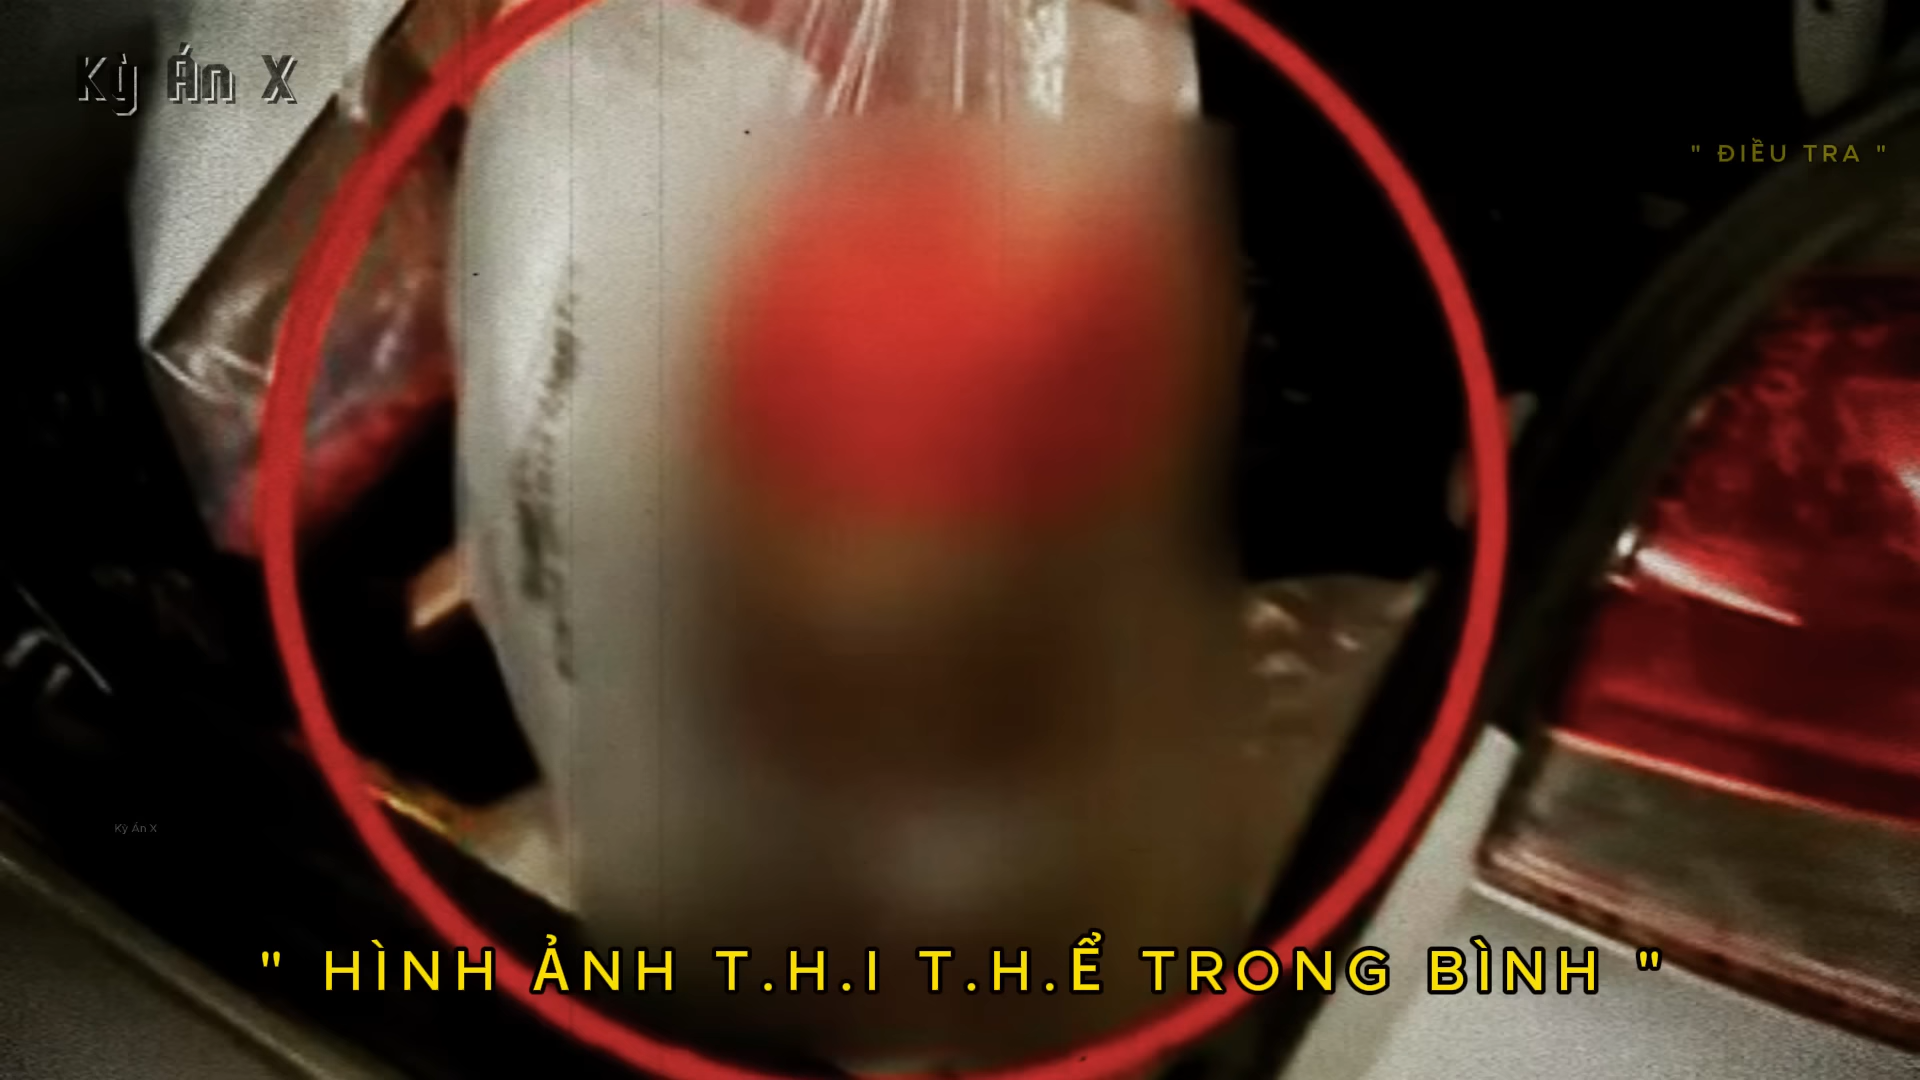 Kỳ Án X
" ĐIỀU TRA "
Kỳ Án X
" HÌNH ẢNH T.H.I T.H.Ể TRONG BÌNH "